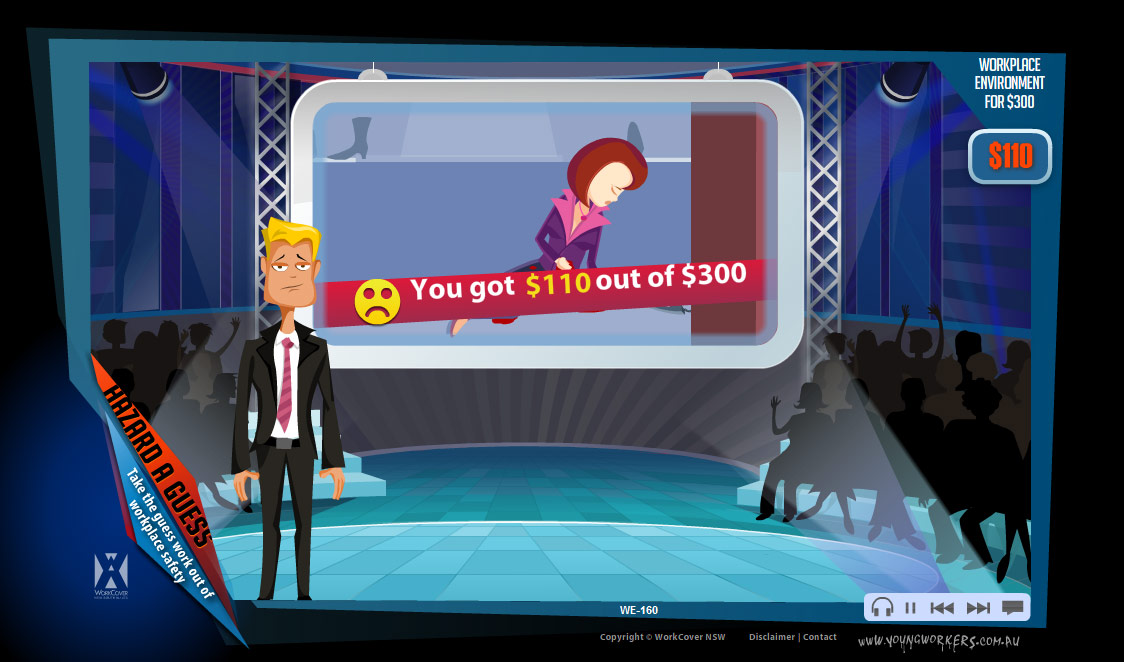 WORKPLACE
ENVIRONMENT
FOR $300
$110
You got $110 out of $300
HAZARD A GUESS
Take the guess work out of
workplace safety
WORKCOVER
WE-160
Copyright © WorkCover NSW
Disclaimer | Contact
www.youngworkers.com.au